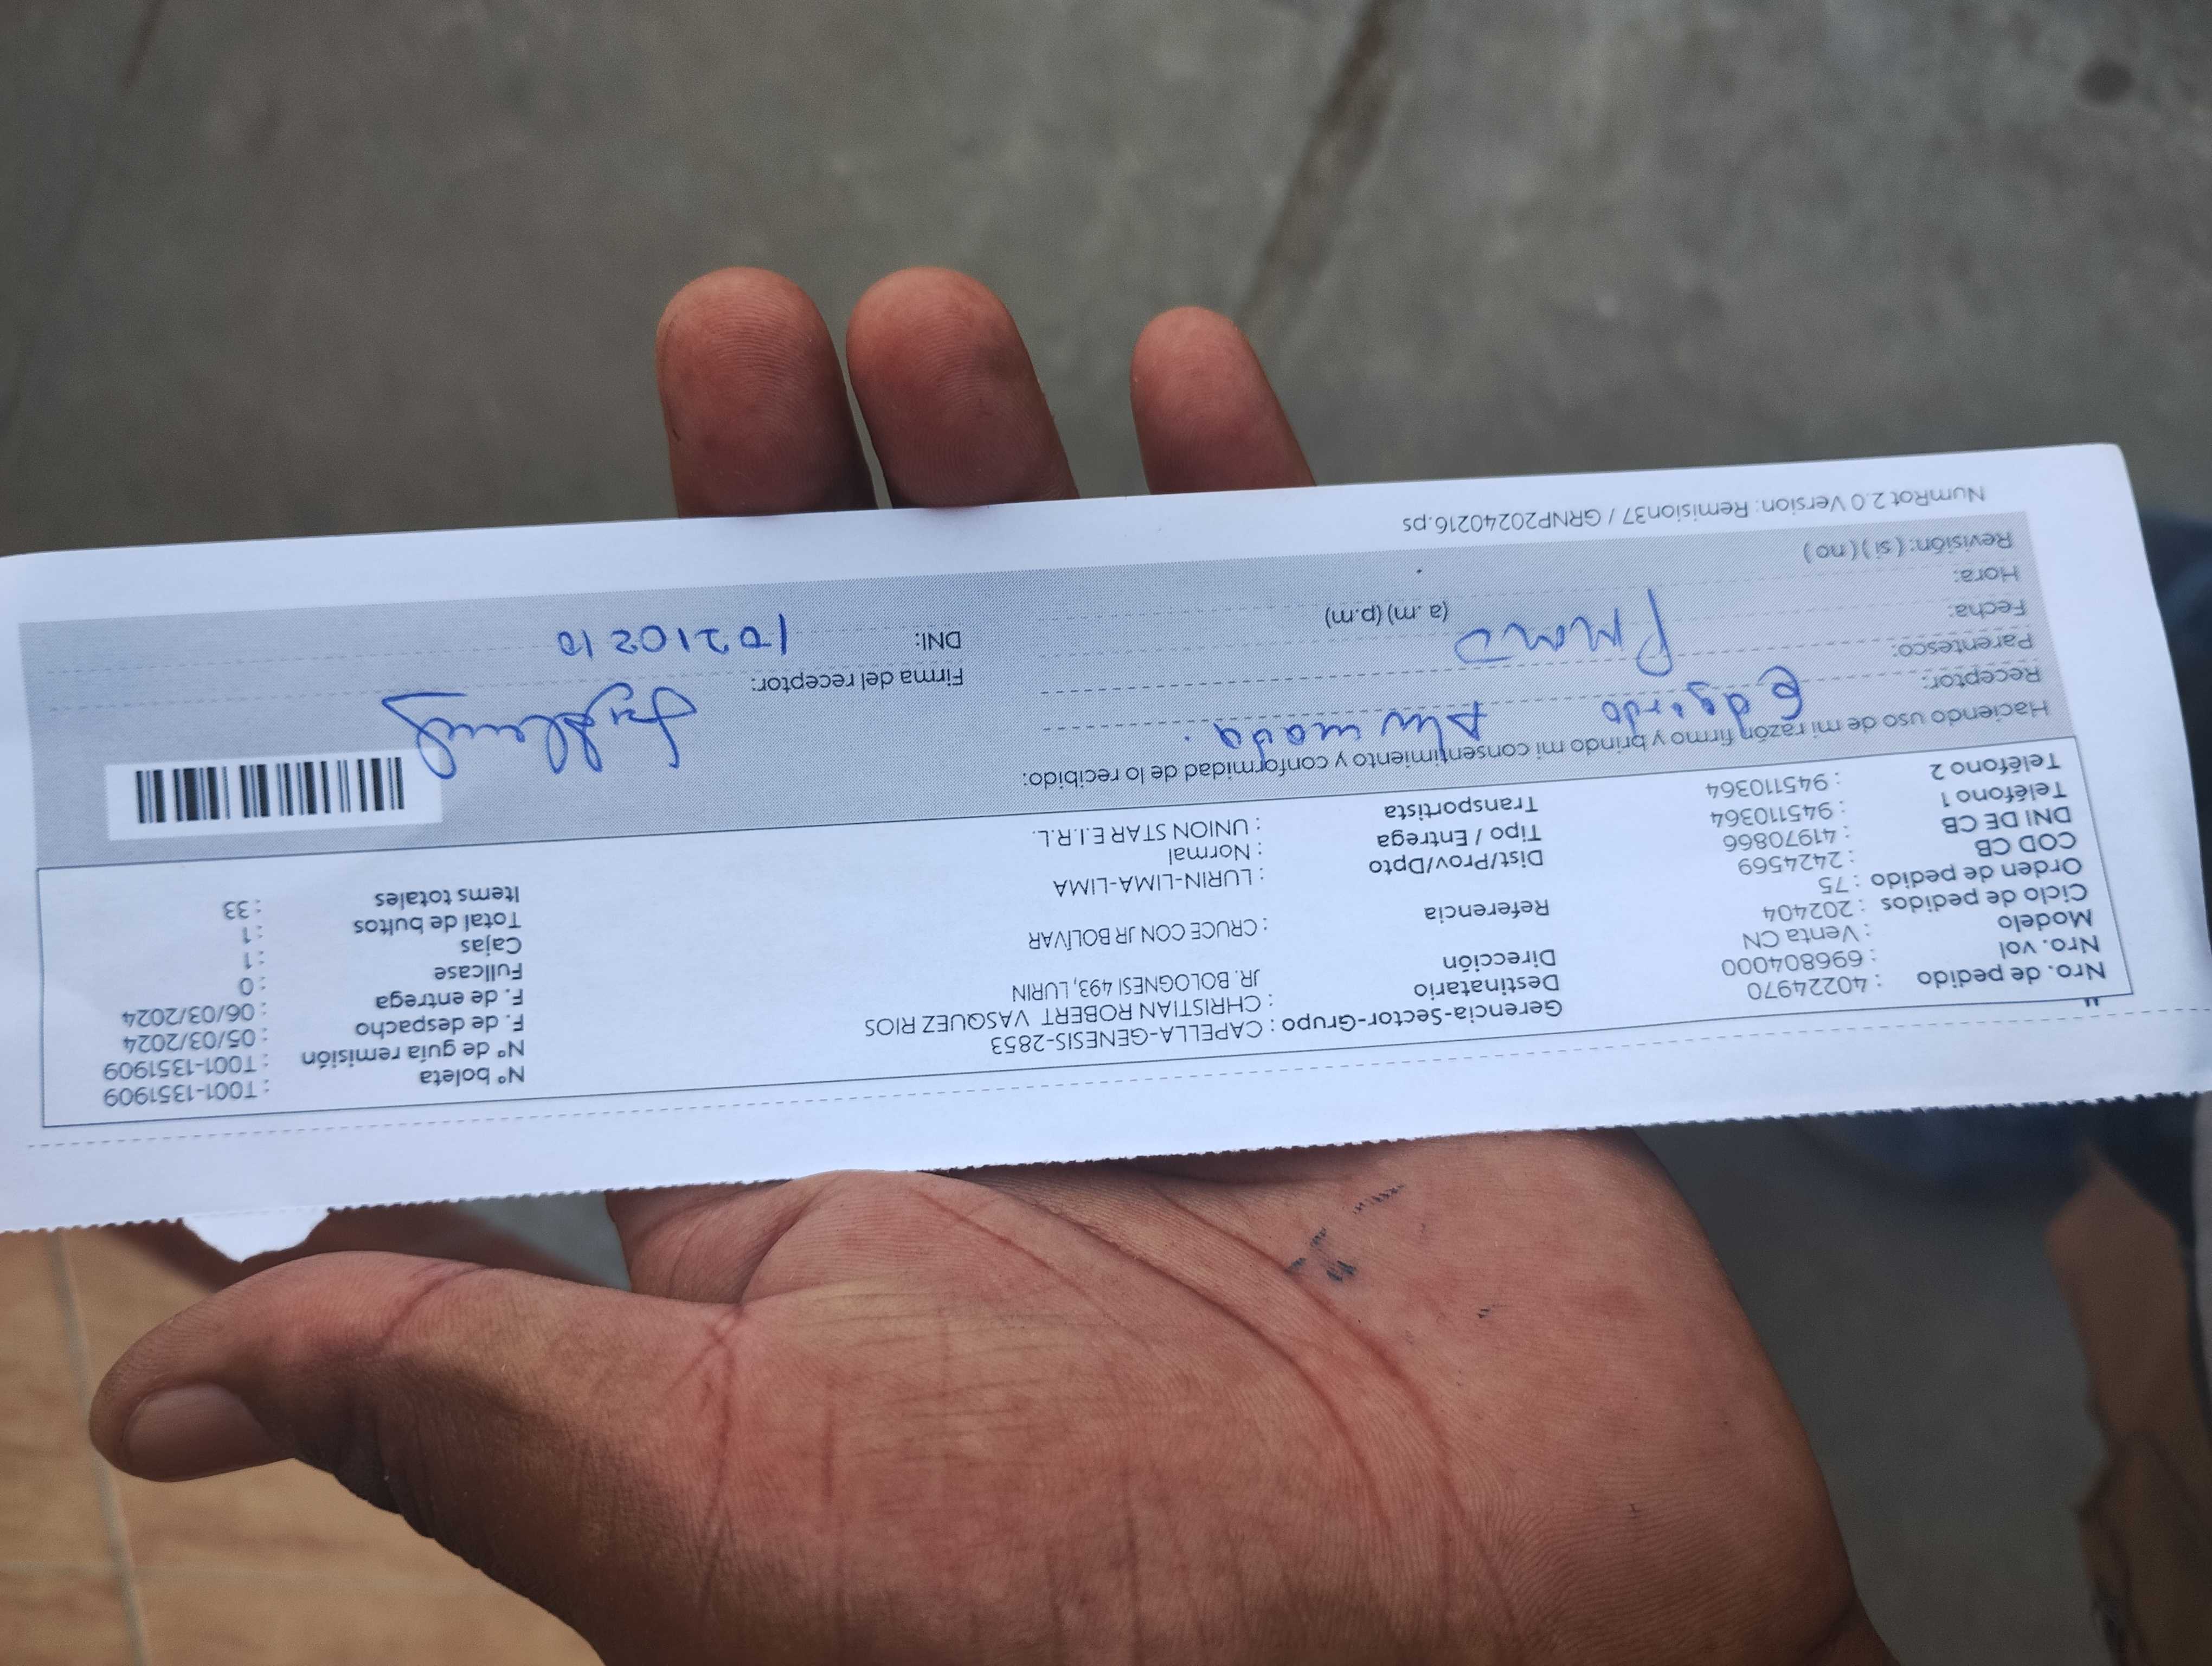 Nro. de pedido : 40224970
Nro. vol : 696804000
Modelo : Venta CN
Ciclo de pedidos : 202404
Orden de pedido : 75
COD CB : 2424569
DNI DE CB : 41970866
Teléfono 1 : 945110364
Teléfono 2 : 945110364
Gerencia-Sector-Grupo : CAPELLA-GENESIS-2853
Destinatario : CHRISTIAN ROBERT VASQUEZ RIOS
Dirección JR. BOLOGNESI 493, LURIN
Referencia : CRUCE CON JR BOLÍVAR
Dist/Prov/Dpto : LURIN-LIMA-LIMA
Tipo / Entrega : Normal
Transportista : UNION STAR E.I.R.L.
N° boleta : T001-1351909
N° de guía remisión : T001-1351909
F. de despacho : 05/03/2024
F. de entrega : 06/03/2024
Fullcase : 0
Cajas : 1
Total de bultos : 1
Items totales : 33
Haciendo uso de mi razón firmo y brindo mi consentimiento y conformidad de lo recibido:
Receptor: Edgardo
Parentesco:
Fecha:
Hora: (a.m) (p.m)
Revisión: ( si ) ( no )
Firma del receptor:
DNI: 10210210
NumRot 2.0 Version: Remision37 / GRNP20240216.ps